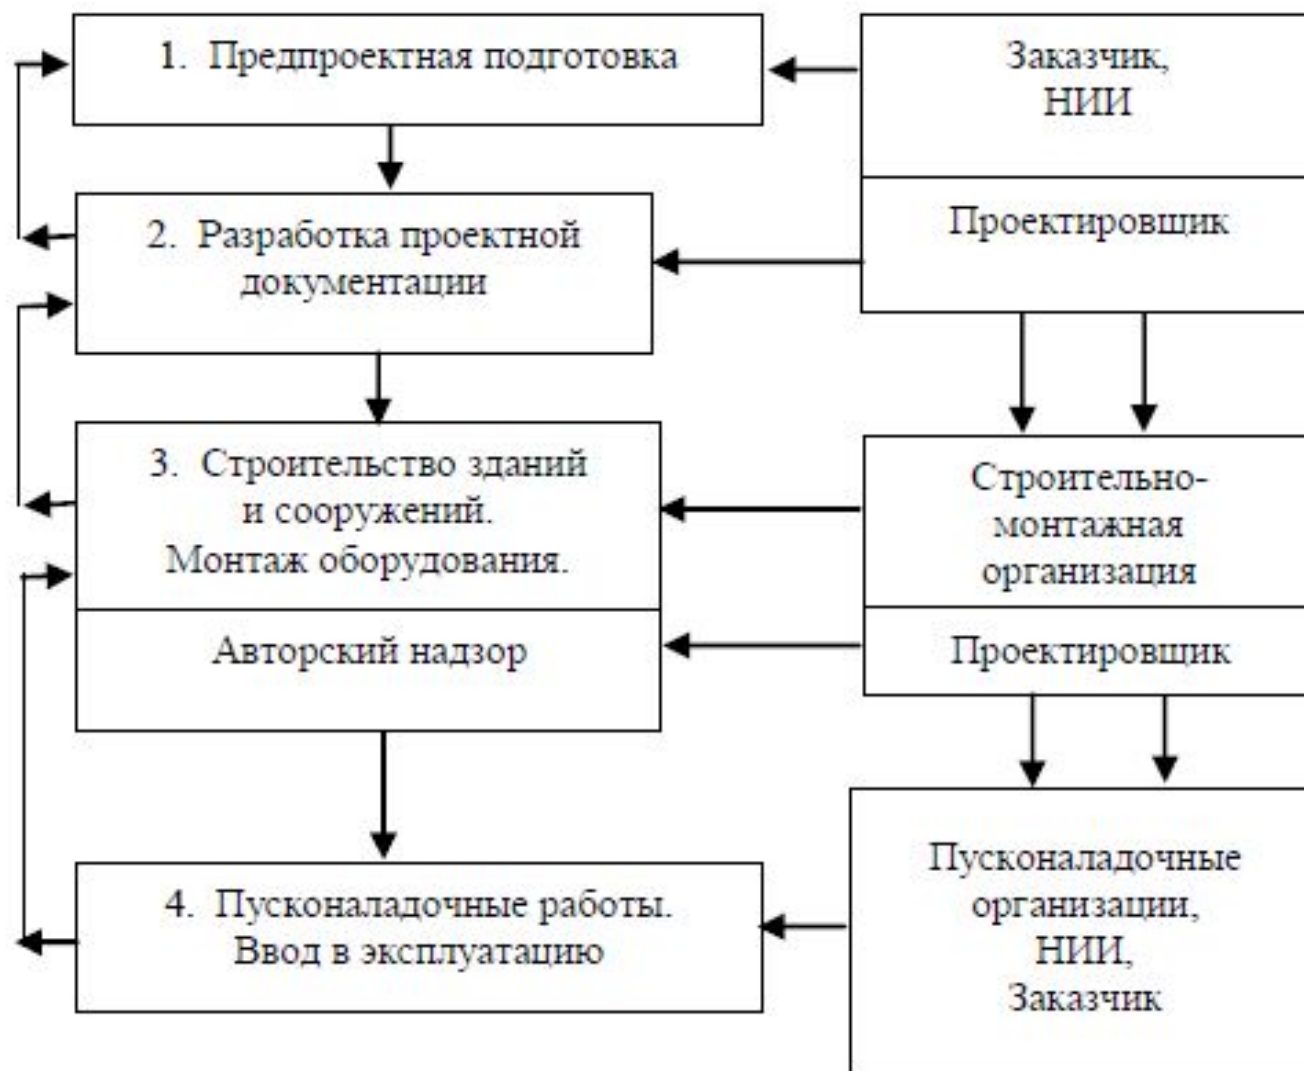 1. Предпроектная подготовка
Заказчик,
НИИ
Проектировщик
2. Разработка проектной
документации
3. Строительство зданий
и сооружений.
Монтаж оборудования.
Строительно-
монтажная
организация
Авторский надзор
Проектировщик
4. Пусконаладочные работы.
Ввод в эксплуатацию
Пусконаладочные
организации,
НИИ,
Заказчик